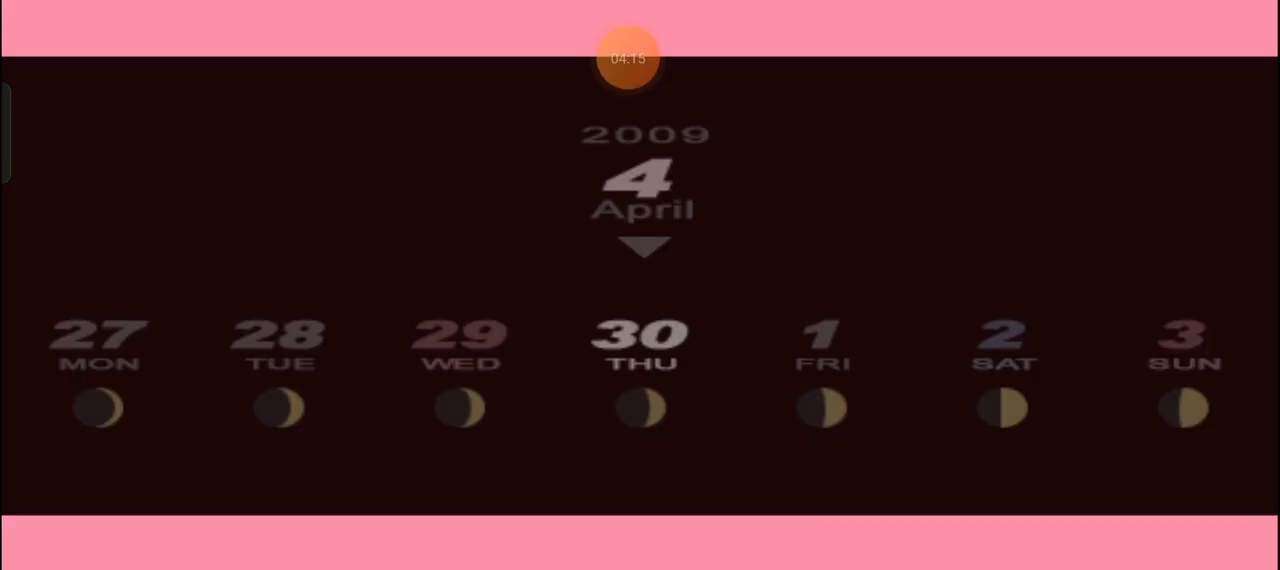 04:15
2009
4
April
27 28 29 30 1 2 3
MON TUE WED THU FRI SAT SUN